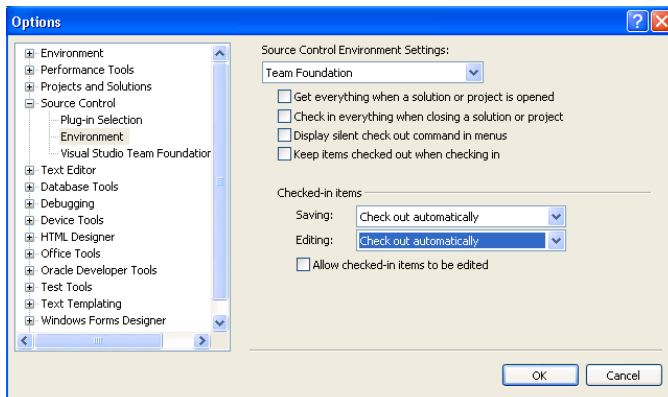 Options
Environment
Performance Tools
Projects and Solutions
Source Control
Plug-in Selection
Environment
Visual Studio Team Foundation
Text Editor
Database Tools
Debugging
Device Tools
HTML Designer
Office Tools
Oracle Developer Tools
Test Tools
Text Templating
Windows Forms Designer
Source Control Environment Settings:
Team Foundation
Get everything when a solution or project is opened
Check in everything when closing a solution or project
Display silent check out command in menus
Keep items checked out when checking in
Checked-in items
Saving: Check out automatically
Editing: Check out automatically
Allow checked-in items to be edited
OK Cancel